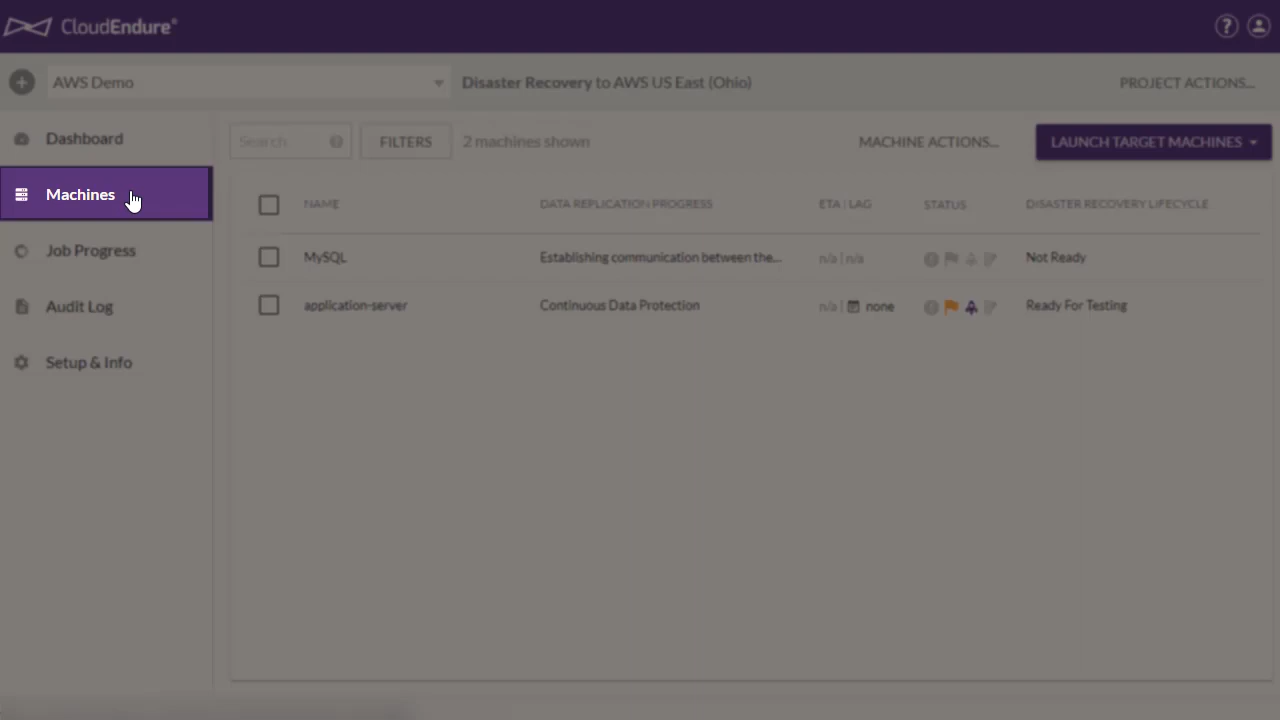 CloudEndure®
?
AWS Demo
Disaster Recovery to AWS US East (Ohio)
PROJECT ACTIONS...
Dashboard
Machines
Job Progress
Audit Log
Setup & Info
Search
FILTERS
2 machines shown
MACHINE ACTIONS...
LAUNCH TARGET MACHINES
NAME DATA REPLICATION PROGRESS ETA | LAG STATUS DISASTER RECOVERY LIFECYCLE
MySQL Establishing communication between the... n/a | n/a Not Ready
application-server Continuous Data Protection n/a | none Ready For Testing